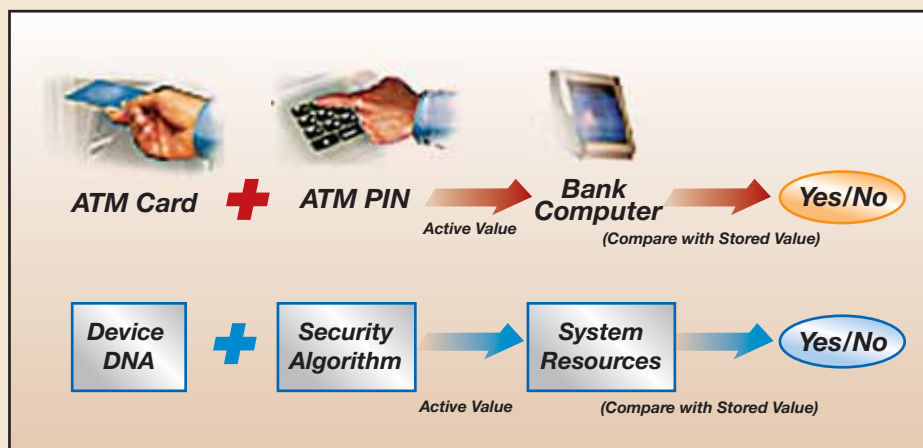 ATM Card
ATM PIN
Active Value
Bank
Computer
(Compare with Stored Value)
Yes/No
Device
DNA
Security
Algorithm
Active Value
System
Resources
(Compare with Stored Value)
Yes/No